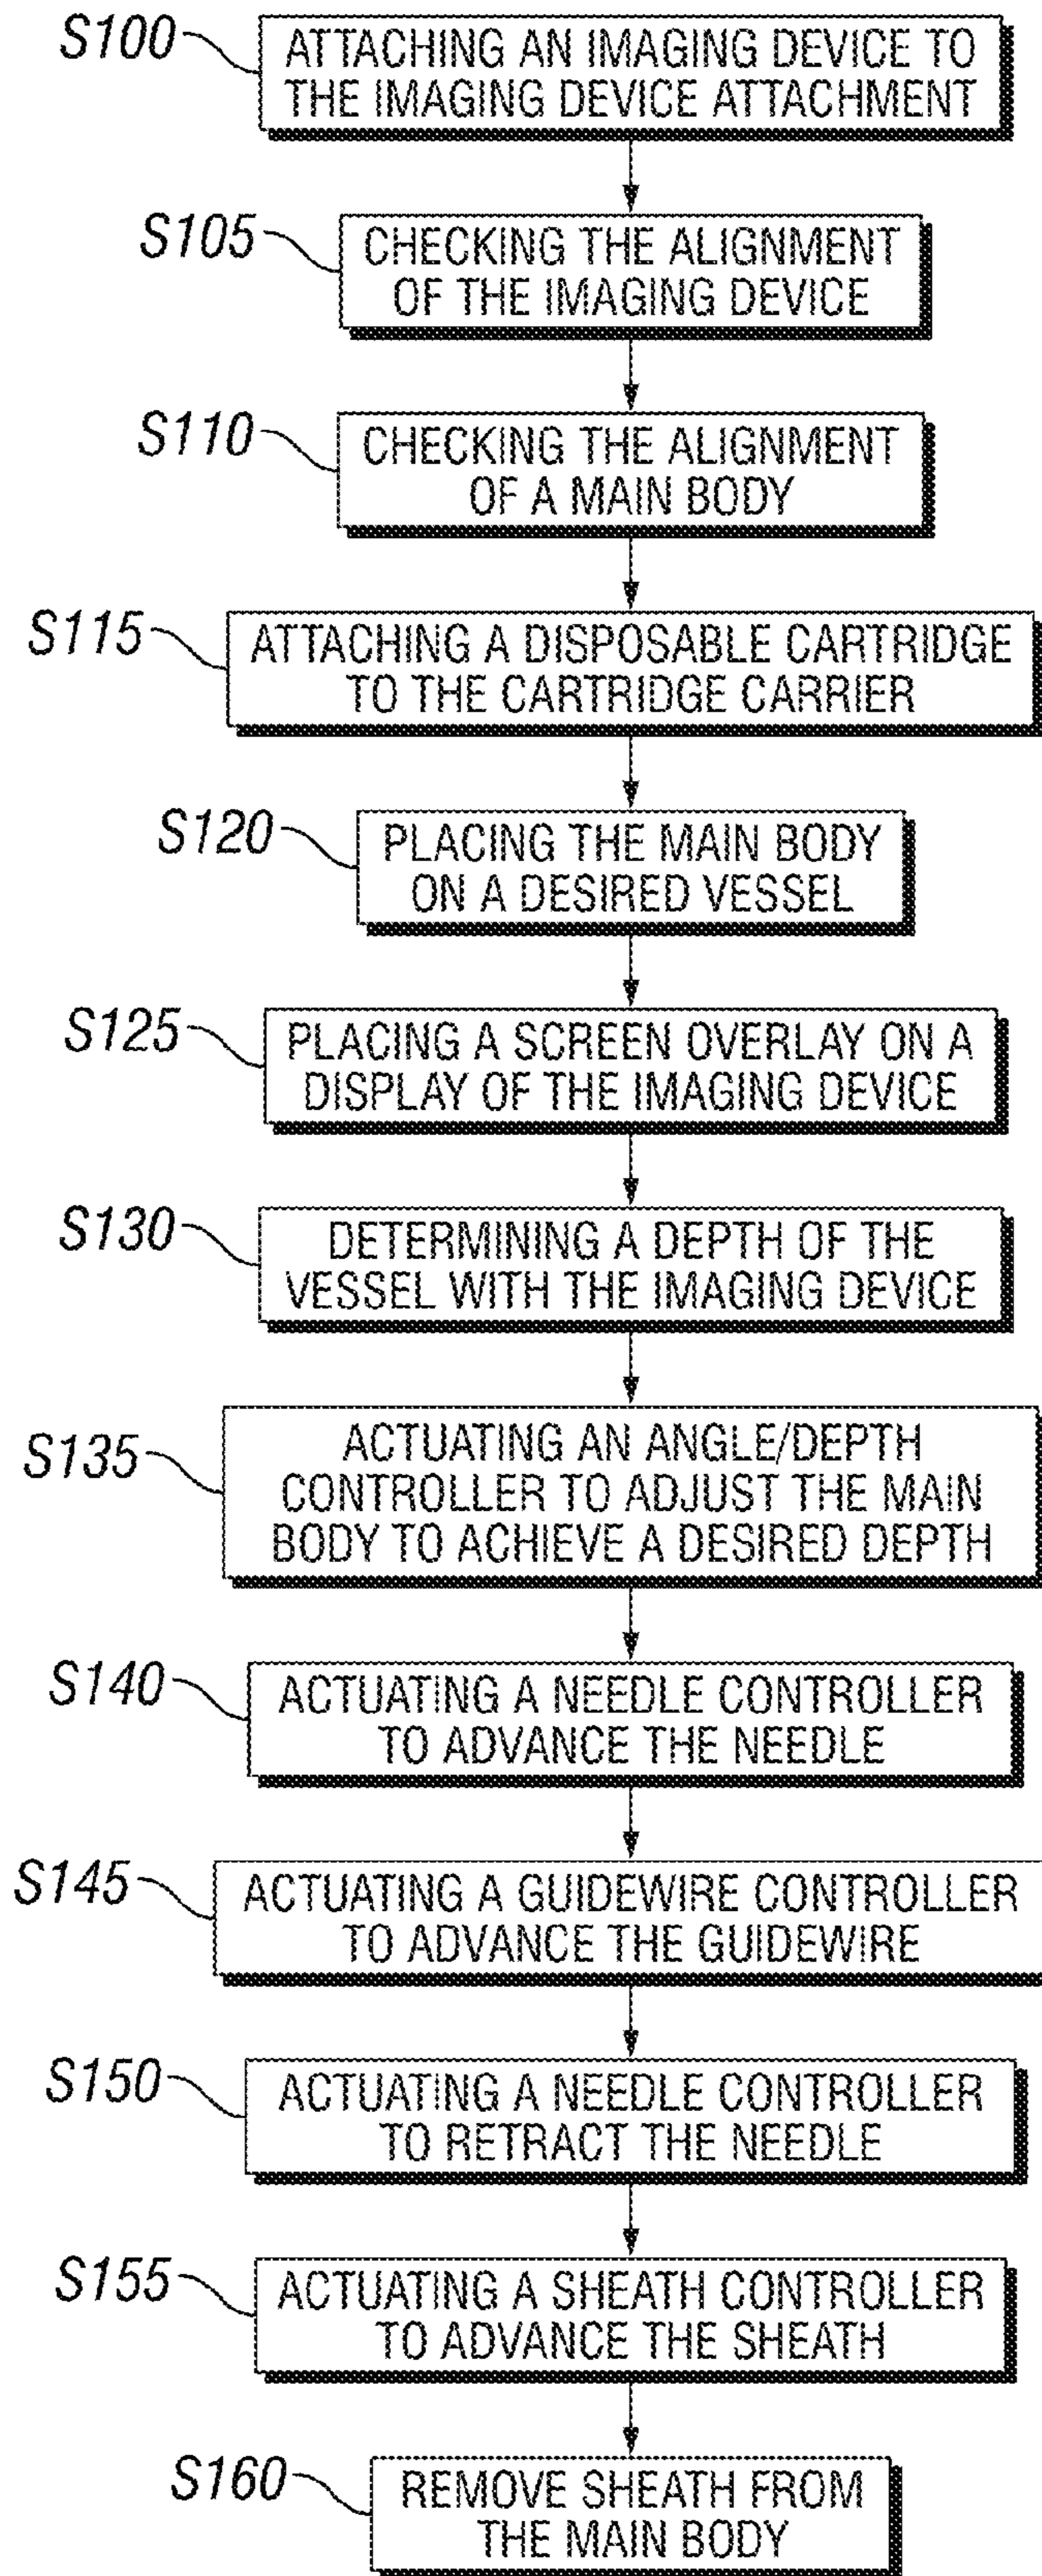 S100
ATTACHING AN IMAGING DEVICE TO
THE IMAGING DEVICE ATTACHMENT
S105
CHECKING THE ALIGNMENT
OF THE IMAGING DEVICE
S110
CHECKING THE ALIGNMENT
OF A MAIN BODY
S115
ATTACHING A DISPOSABLE CARTRIDGE
TO THE CARTRIDGE CARRIER
S120
PLACING THE MAIN BODY
ON A DESIRED VESSEL
S125
PLACING A SCREEN OVERLAY ON A
DISPLAY OF THE IMAGING DEVICE
S130
DETERMINING A DEPTH OF THE
VESSEL WITH THE IMAGING DEVICE
S135
ACTUATING AN ANGLE/DEPTH
CONTROLLER TO ADJUST THE MAIN
BODY TO ACHIEVE A DESIRED DEPTH
S140
ACTUATING A NEEDLE CONTROLLER
TO ADVANCE THE NEEDLE
S145
ACTUATING A GUIDEWIRE CONTROLLER
TO ADVANCE THE GUIDEWIRE
S150
ACTUATING A NEEDLE CONTROLLER
TO RETRACT THE NEEDLE
S155
ACTUATING A SHEATH CONTROLLER
TO ADVANCE THE SHEATH
S160
REMOVE SHEATH FROM
THE MAIN BODY